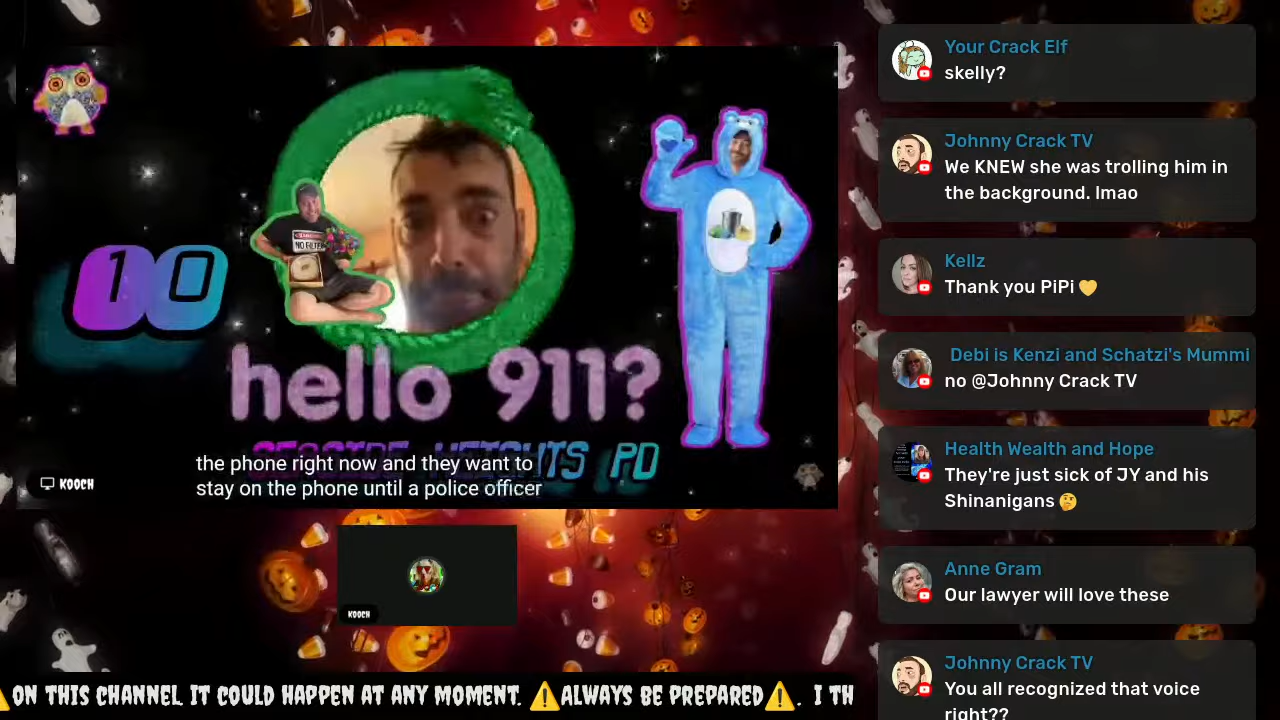 10
NO FILTER
hello 911?
SEASIDE HEIGHTS PD
the phone right now and they want to
stay on the phone until a police officer
KOOCH
KOOCH
ON THIS CHANNEL. IT COULD HAPPEN AT ANY MOMENT. ⚠️ALWAYS BE PREPARED⚠️. I TH
Your Crack Elf
skelly?
Johnny Crack TV
We KNEW she was trolling him in
the background. lmao
Kellz
Thank you PiPi 💛
Debi is Kenzi and Schatzi's Mummi
no @Johnny Crack TV
Health Wealth and Hope
They're just sick of JY and his
Shinanigans 🤔
Anne Gram
Our lawyer will love these
Johnny Crack TV
You all recognized that voice
right??